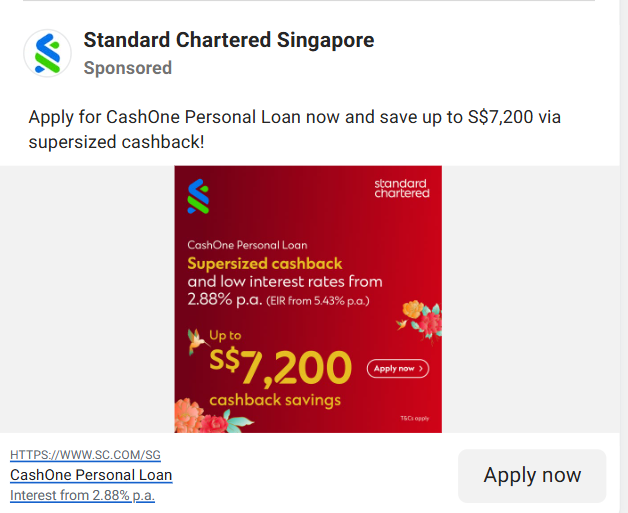 Standard Chartered Singapore
Sponsored
Apply for CashOne Personal Loan now and save up to S$7,200 via
supersized cashback!
standard
chartered
CashOne Personal Loan
Supersized cashback
and low interest rates from
2.88% p.a. (EIR from 5.43% p.a.)
Up to
S$7,200
cashback savings
Apply now >
T&Cs apply
HTTPS://WWW.SC.COM/SG
CashOne Personal Loan
Interest from 2.88% p.a.
Apply now